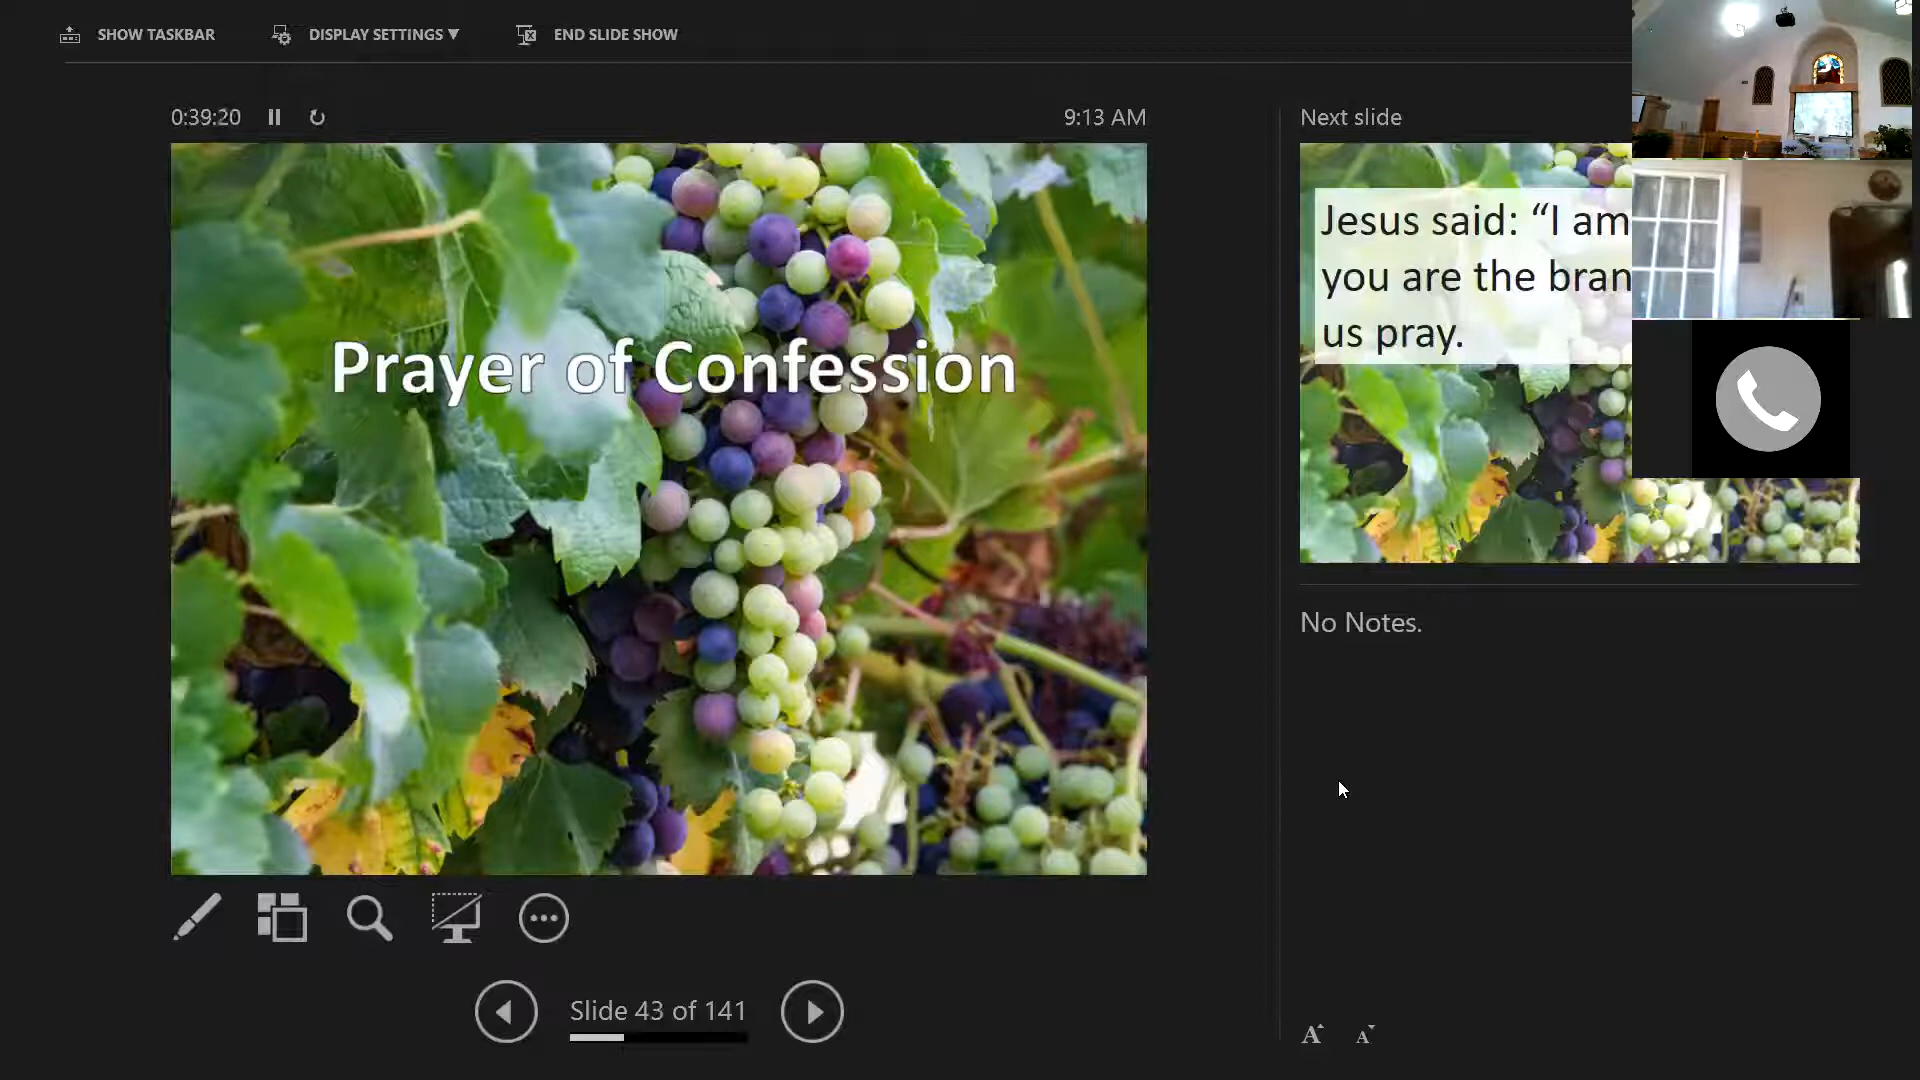 SHOW TASKBAR
DISPLAY SETTINGS ▼
END SLIDE SHOW
0:39:20
9:13 AM
Prayer of Confession
Slide 43 of 141
Next slide
Jesus said: “I am
you are the bran
us pray.
No Notes.
A A